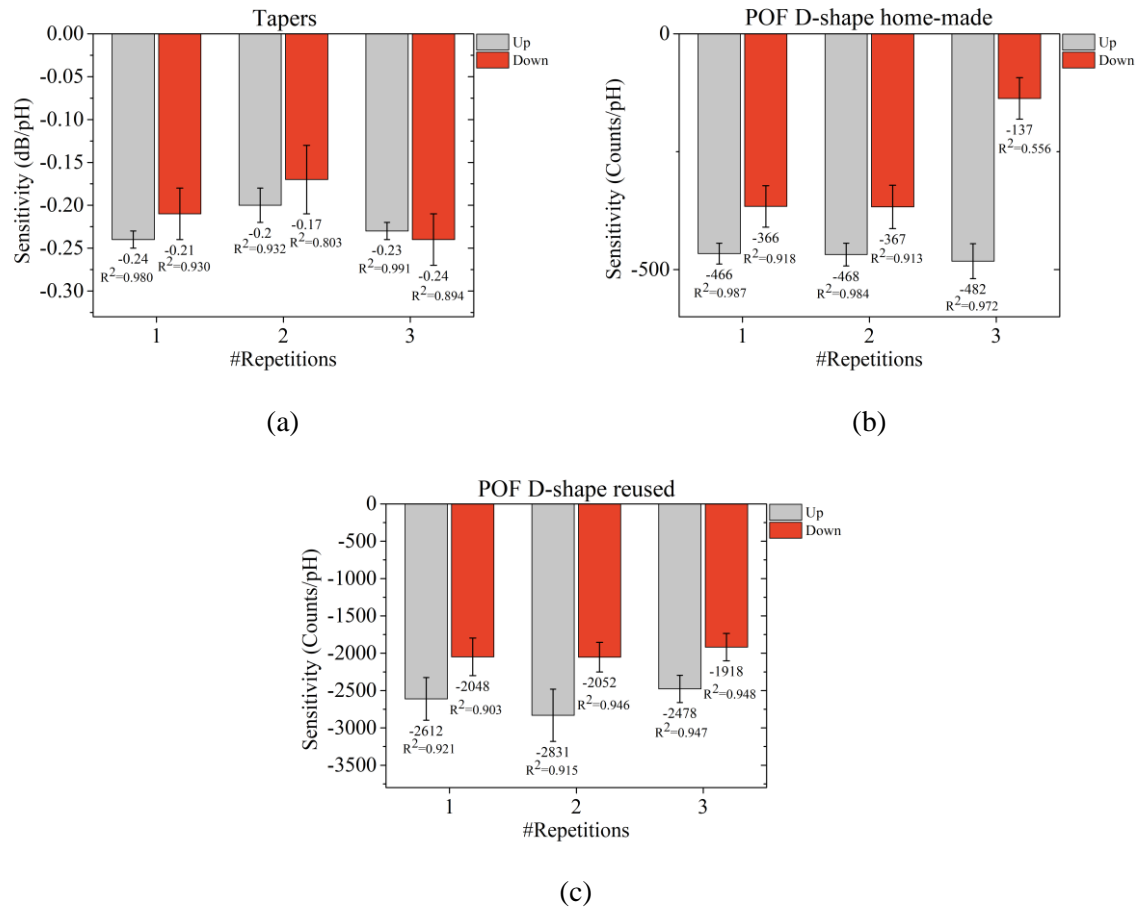 Tapers
Up
Down
0.00
-0.05
-0.10
-0.15
-0.20
-0.25
-0.30
Sensitivity (dB/pH)
-0.24
R²=0.980
-0.21
R²=0.930
-0.2
R²=0.932
-0.17
R²=0.803
-0.23
R²=0.991
-0.24
R²=0.894
1 2 3
#Repetitions
(a)
POF D-shape home-made
Up
Down
0
-500
Sensitivity (Counts/pH)
-466
R²=0.987
-366
R²=0.918
-468
R²=0.984
-367
R²=0.913
-482
R²=0.972
-137
R²=0.556
1 2 3
#Repetitions
(b)
POF D-shape reused
Up
Down
0
-500
-1000
-1500
-2000
-2500
-3000
-3500
Sensitivity (Counts/pH)
-2612
R²=0.921
-2048
R²=0.903
-2831
R²=0.915
-2052
R²=0.946
-2478
R²=0.947
-1918
R²=0.948
1 2 3
#Repetitions
(c)